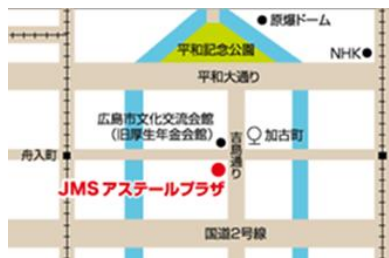 原爆ドーム
平和記念公園
NHK
平和大通り
広島市文化交流会館
(旧厚生年金会館)
吉島通り
加古町
舟入町
JMSアステールプラザ
国道2号線